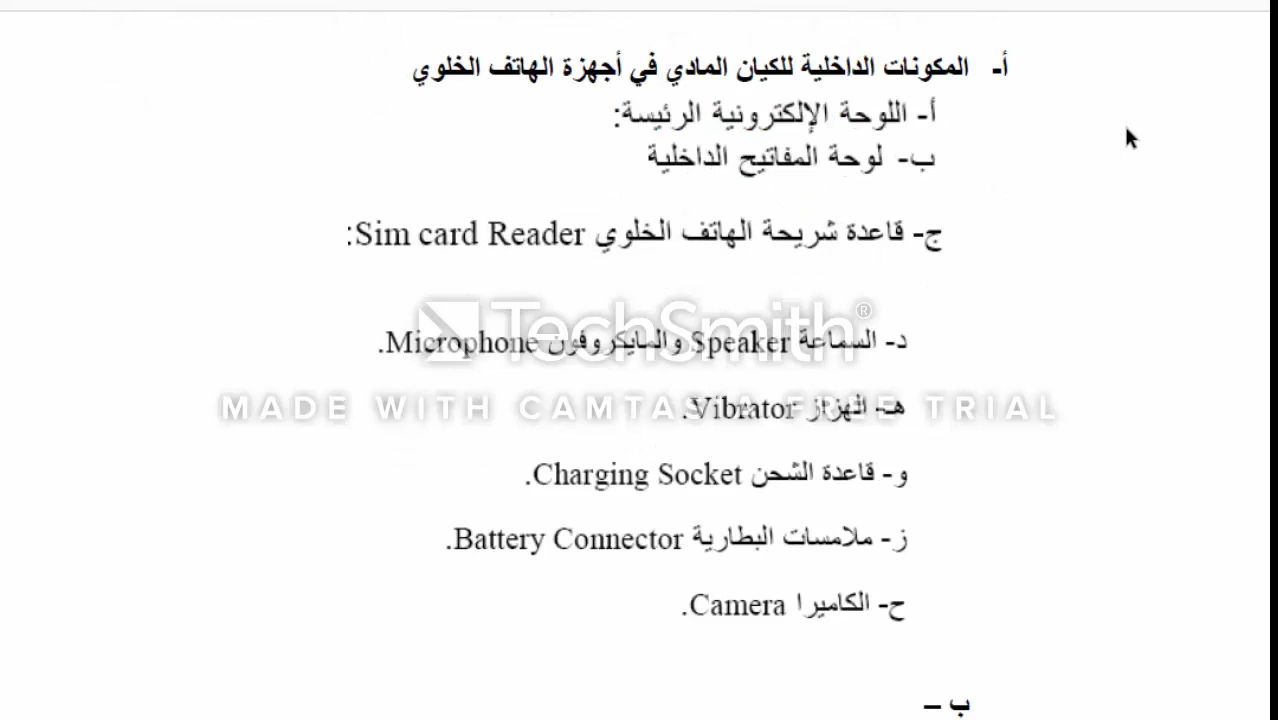 أ- المكونات الداخلية للكيان المادي في أجهزة الهاتف الخلوي
أ- اللوحة الإلكترونية الرئيسة:
ب- لوحة المفاتيح الداخلية
ج- قاعدة شريحة الهاتف الخلوي Sim card Reader:
TechSmith®
د- السماعة Speaker والمايكروفون Microphone.
MADE WITH CAMTASIA FREE TRIAL
هـ- الهزاز Vibrator.
و- قاعدة الشحن Charging Socket.
ز- ملامسات البطارية Battery Connector.
ح- الكاميرا Camera.
ب –